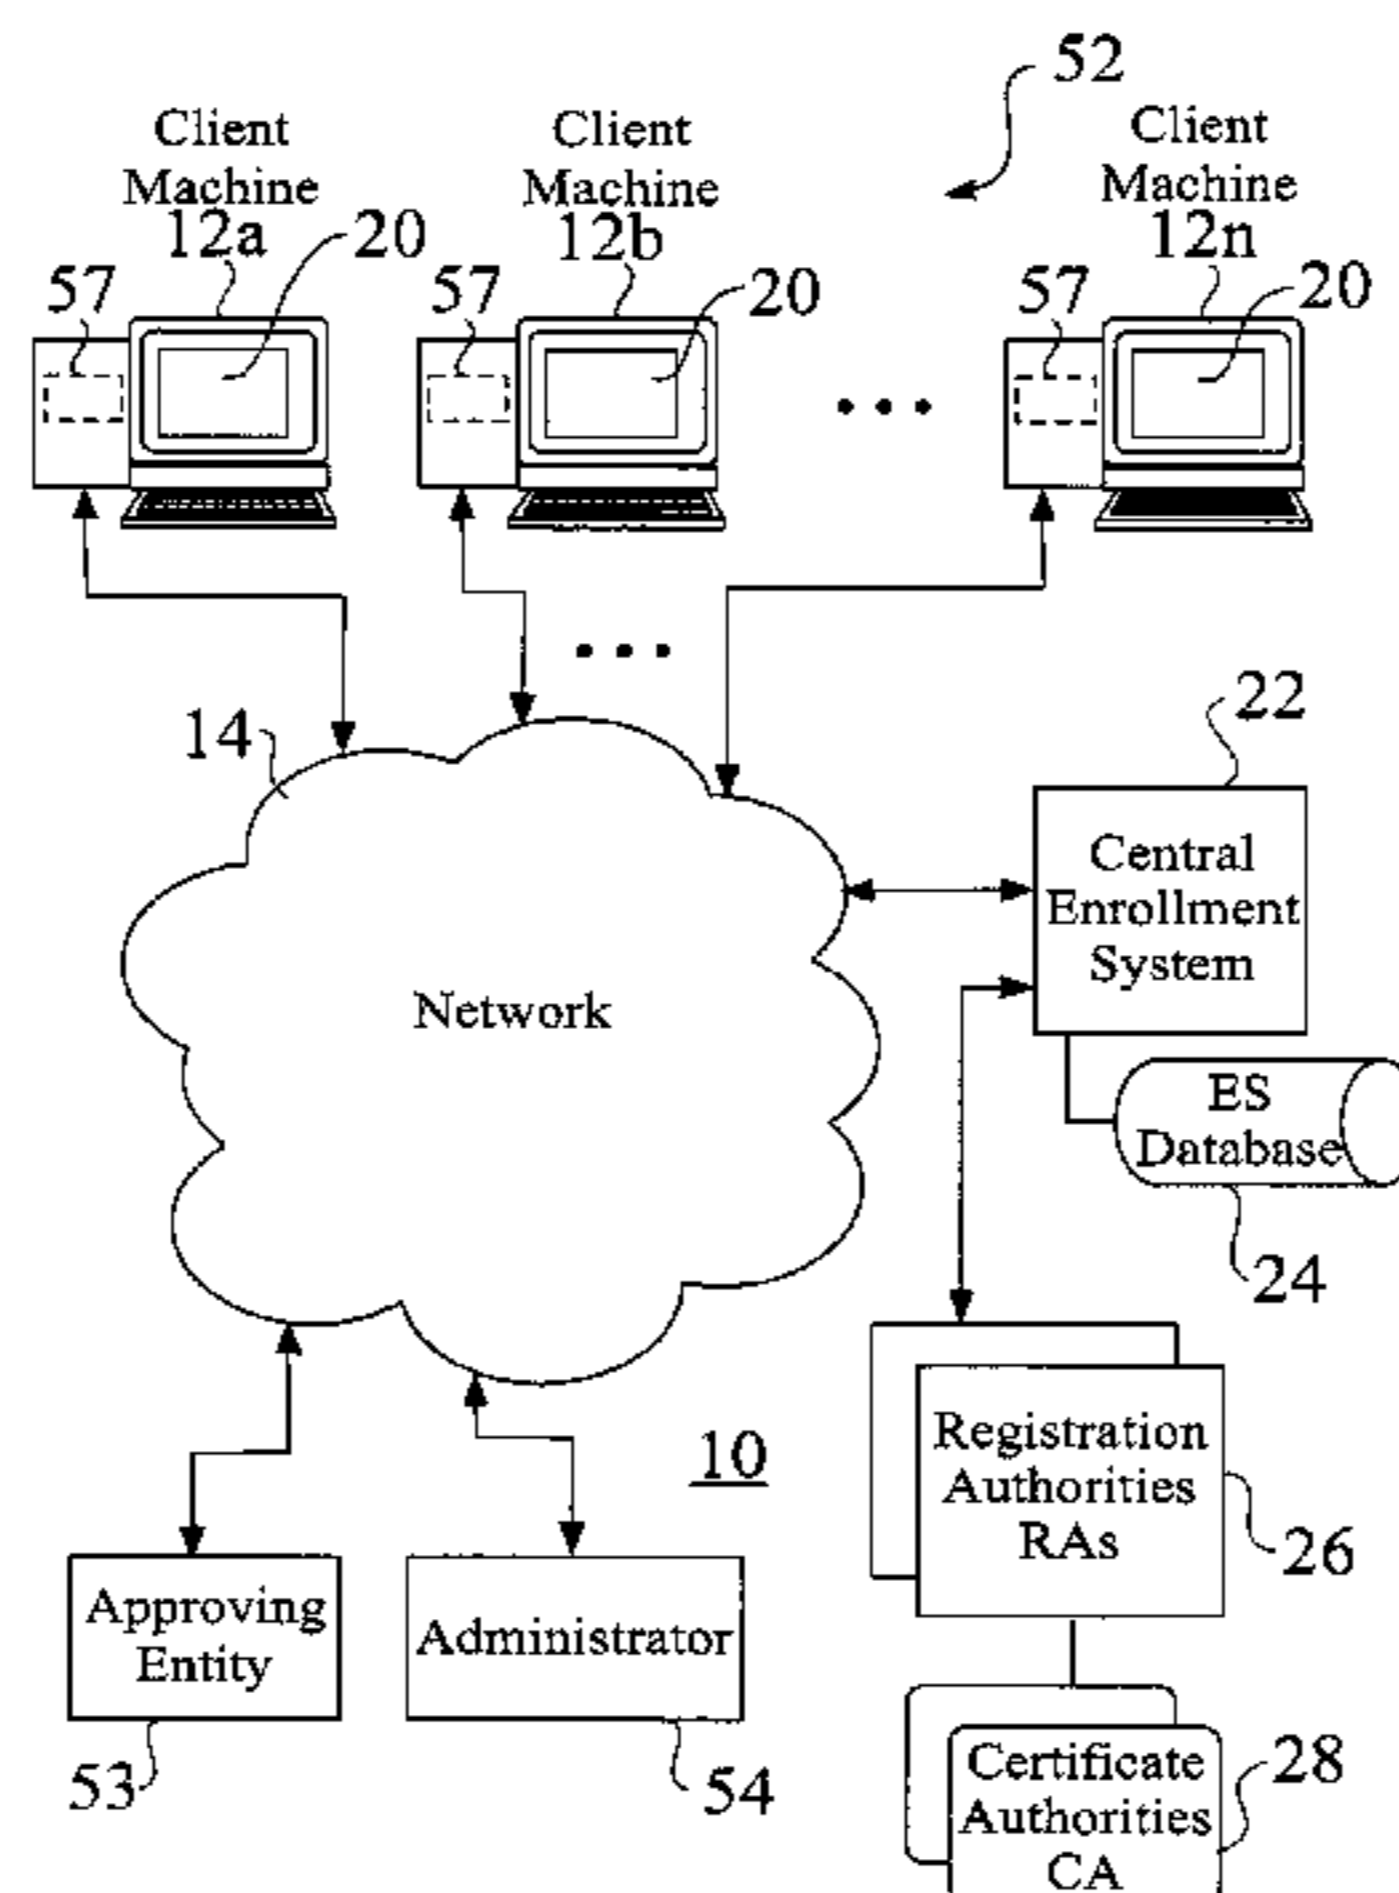 52
Client
Machine
12a
20
57
Client
Machine
12b
57
20
Client
Machine
12n
57
20
14
22
Central
Enrollment
System
Network
ES
Database
24
10
Registration
Authorities
RAs
26
Approving
Entity
53
Administrator
54
Certificate
Authorities
CA
28